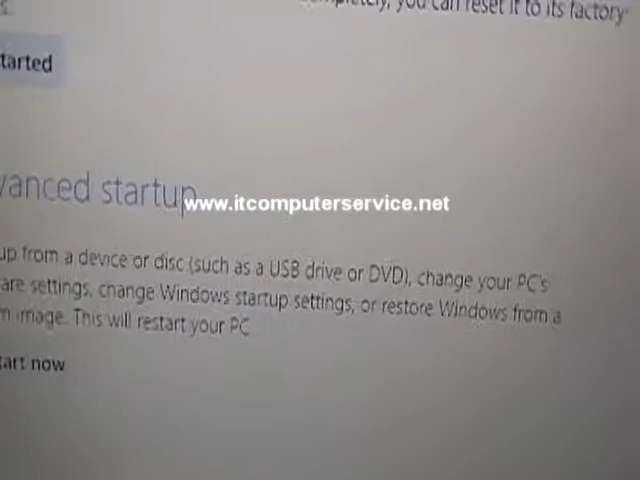 you can reset it to its factory
tarted
vanced startup
www.itcomputerservice.net
up from a device or disc (such as a USB drive or DVD), change your PC's
are settings, change Windows startup settings, or restore Windows from a
m image. This will restart your PC
tart now